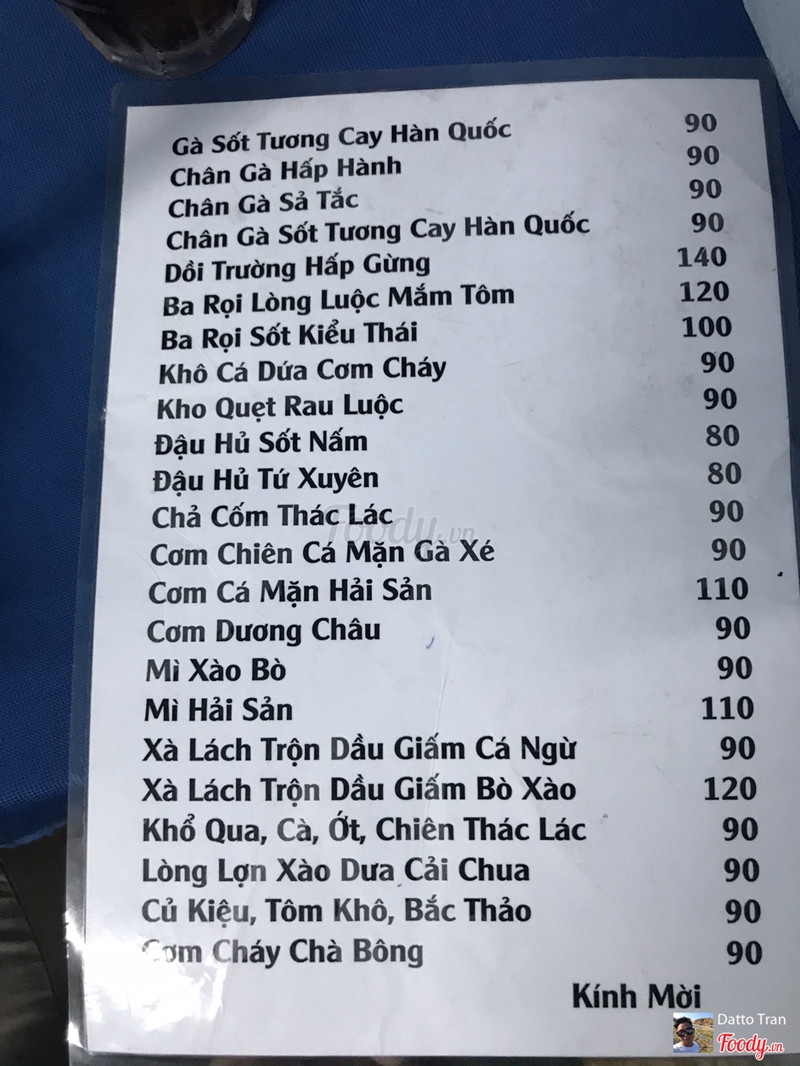 Gà Sốt Tương Cay Hàn Quốc 90
Chân Gà Hấp Hành 90
Chân Gà Sả Tắc 90
Chân Gà Sốt Tương Cay Hàn Quốc 90
Dồi Trường Hấp Gừng 140
Ba Rọi Lòng Luộc Mắm Tôm 120
Ba Rọi Sốt Kiểu Thái 100
Khô Cá Dứa Cơm Cháy 90
Kho Quẹt Rau Luộc 90
Đậu Hủ Sốt Nấm 80
Đậu Hủ Tứ Xuyên 80
Chả Cốm Thác Lác 90
Foody.vn
Cơm Chiên Cá Mặn Gà Xé 90
Cơm Cá Mặn Hải Sản 110
Cơm Dương Châu 90
Mì Xào Bò 90
Mì Hải Sản 110
Xà Lách Trộn Dầu Giấm Cá Ngừ 90
Xà Lách Trộn Dầu Giấm Bò Xào 120
Khổ Qua, Cà, Ớt, Chiên Thác Lác 90
Lòng Lợn Xào Dưa Cải Chua 90
Củ Kiệu, Tôm Khô, Bắc Thảo 90
Cơm Cháy Chà Bông 90
Kính Mời
Datto Tran
Foody.vn